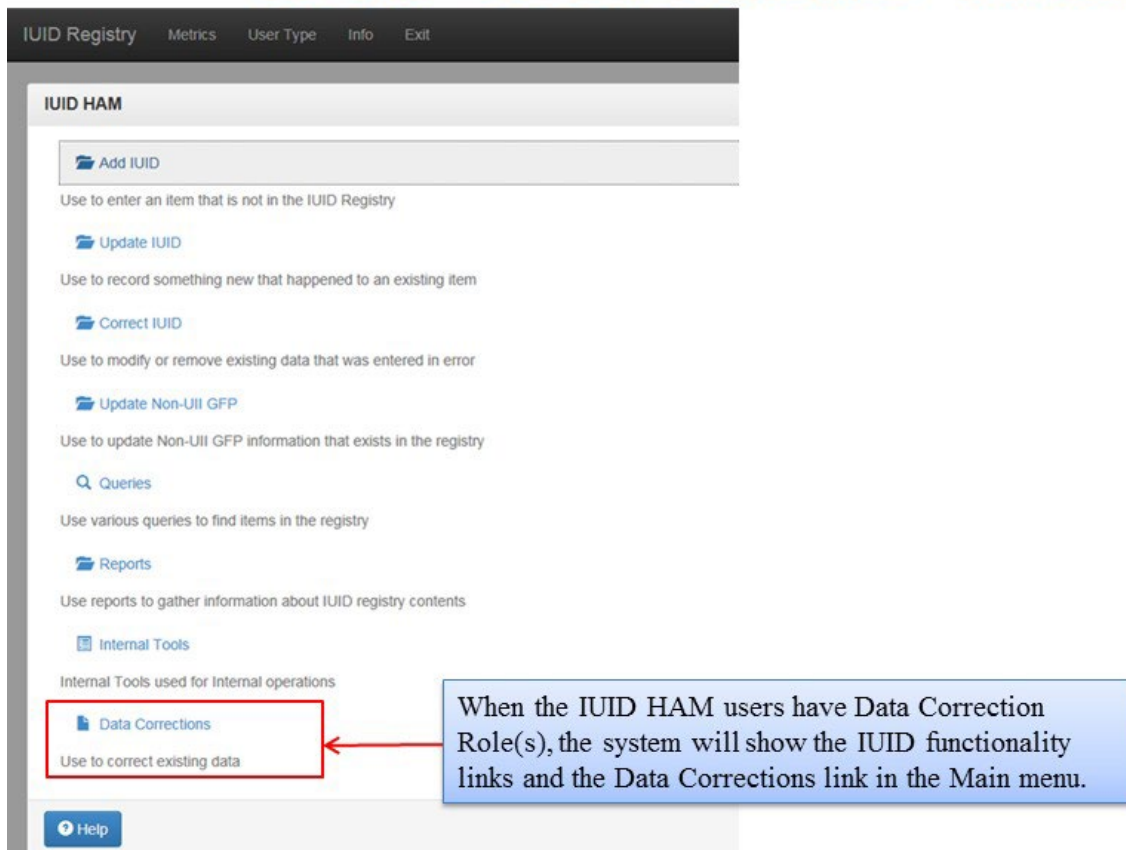 IUID Registry Metrics User Type Info Exit
IUID HAM
Add IUID
Use to enter an item that is not in the IUID Registry
Update IUID
Use to record something new that happened to an existing item
Correct IUID
Use to modify or remove existing data that was entered in error
Update Non-UII GFP
Use to update Non-UII GFP information that exists in the registry
Queries
Use various queries to find items in the registry
Reports
Use reports to gather information about IUID registry contents
Internal Tools
Internal Tools used for Internal operations
Data Corrections
Use to correct existing data
When the IUID HAM users have Data Correction
Role(s), the system will show the IUID functionality
links and the Data Corrections link in the Main menu.
Help